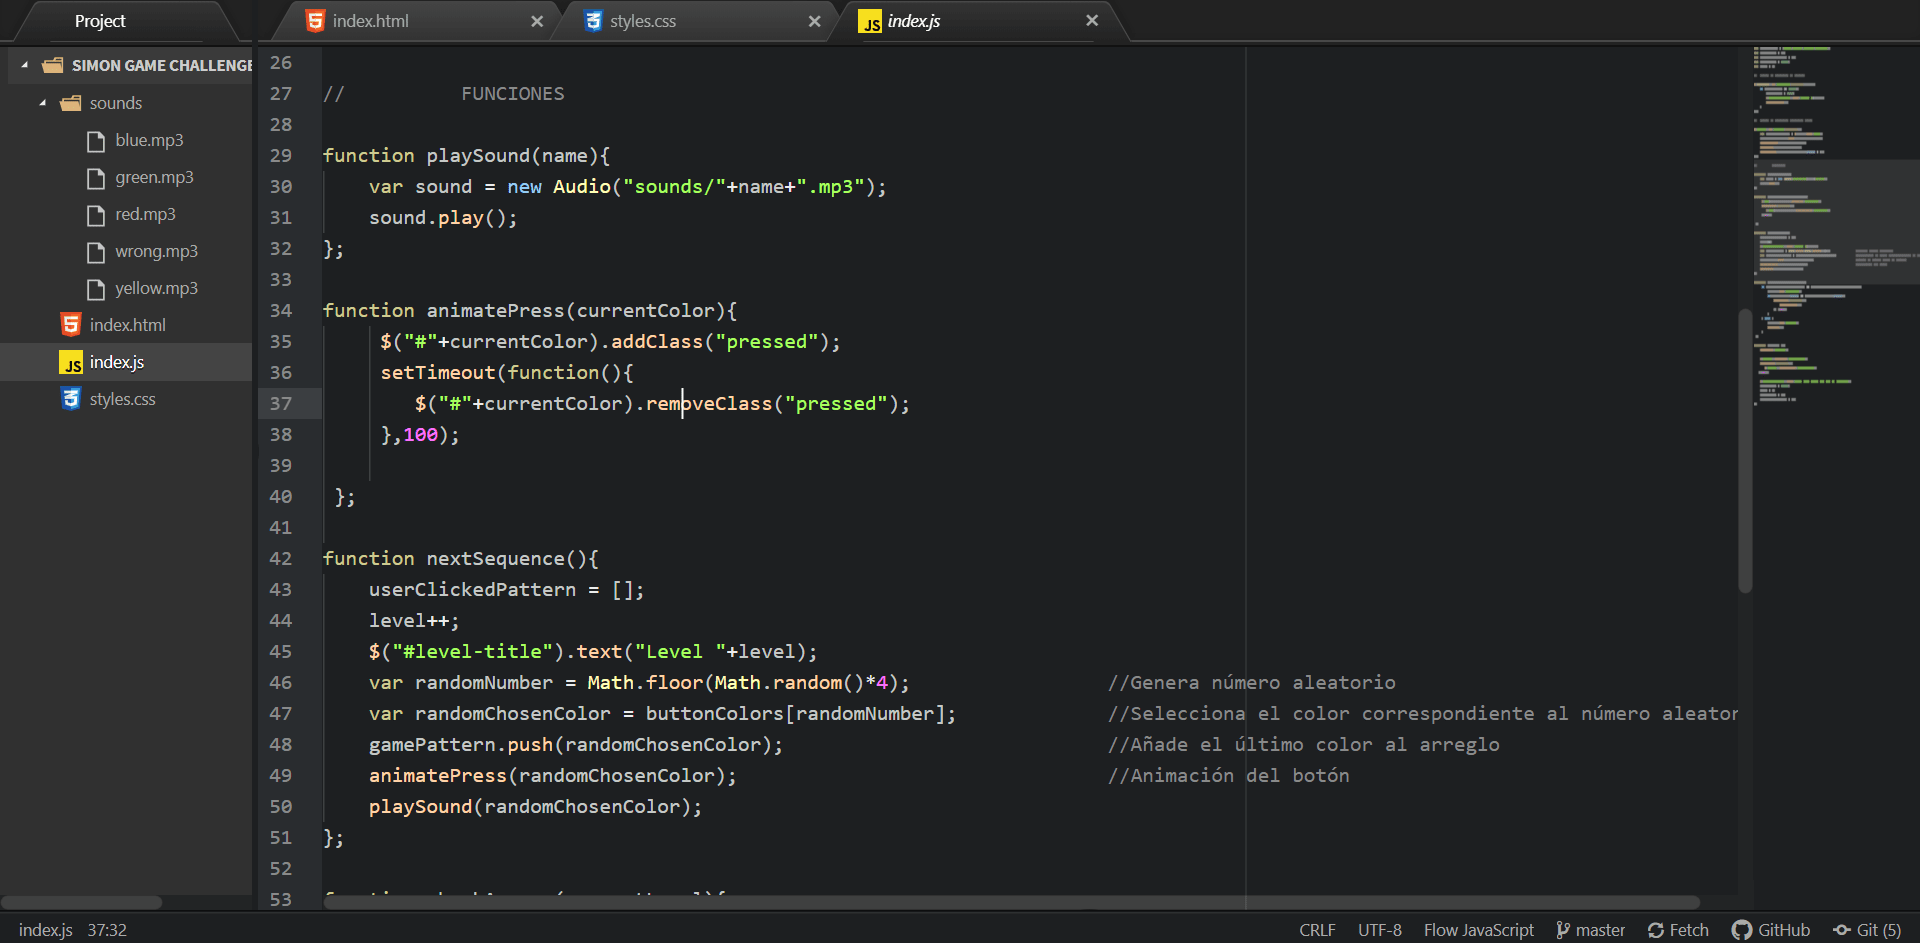 Project
index.html
styles.css
index.js
SIMON GAME CHALLENGE
sounds
blue.mp3
green.mp3
red.mp3
wrong.mp3
yellow.mp3
index.html
index.js
styles.css
26
27 // FUNCIONES
28
29 function playSound(name){
30 var sound = new Audio("sounds/"+name+".mp3");
31 sound.play();
32 };
33
34 function animatePress(currentColor){
35 $("#"+currentColor).addClass("pressed");
36 setTimeout(function(){
37 $("#"+currentColor).removeClass("pressed");
38 },100);
39
40 };
41
42 function nextSequence(){
43 userClickedPattern = [];
44 level++;
45 $("#level-title").text("Level "+level);
46 var randomNumber = Math.floor(Math.random()*4); //Genera número aleatorio
47 var randomChosenColor = buttonColors[randomNumber]; //Selecciona el color correspondiente al número aleator
48 gamePattern.push(randomChosenColor); //Añade el último color al arreglo
49 animatePress(randomChosenColor); //Animación del botón
50 playSound(randomChosenColor);
51 };
52
53
index.js 37:32
CRLF UTF-8 Flow JavaScript master Fetch GitHub Git (5)